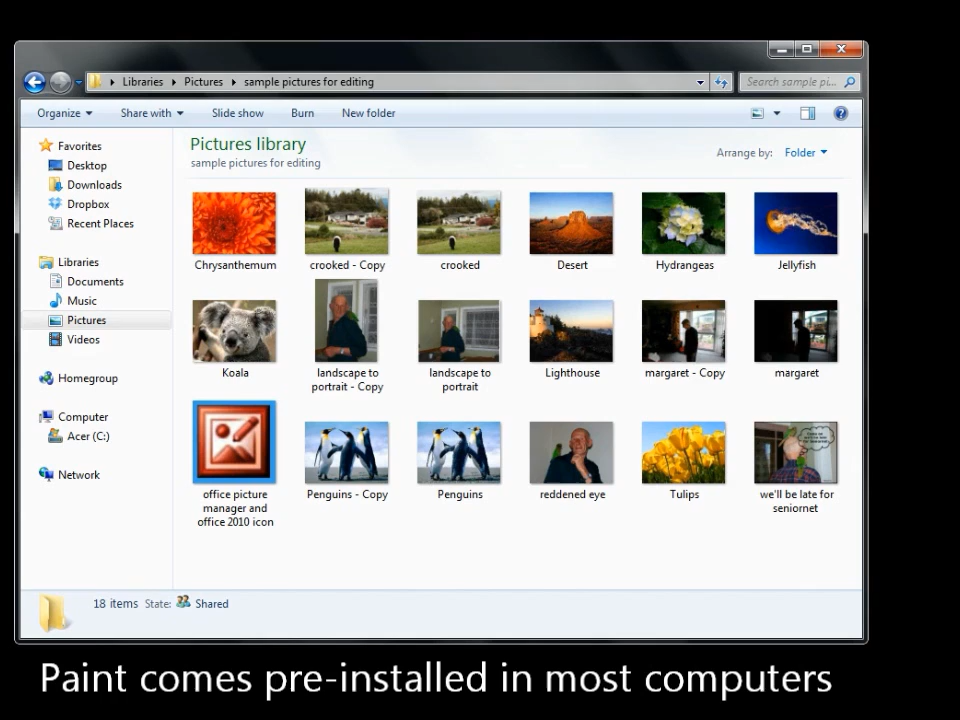 Libraries Pictures sample pictures for editing
Search sample pi...
Organize Share with Slide show Burn New folder
Favorites
Desktop
Downloads
Dropbox
Recent Places
Libraries
Documents
Music
Pictures
Videos
Homegroup
Computer
Acer (C:)
Network
Pictures library
sample pictures for editing
Arrange by: Folder
Chrysanthemum
crooked - Copy
crooked
Desert
Hydrangeas
Jellyfish
Koala
landscape to
portrait - Copy
landscape to
portrait
Lighthouse
margaret - Copy
margaret
office picture
manager and
office 2010 icon
Penguins - Copy
Penguins
reddened eye
Tulips
we'll be late for
seniornet
18 items State: Shared
Paint comes pre-installed in most computers